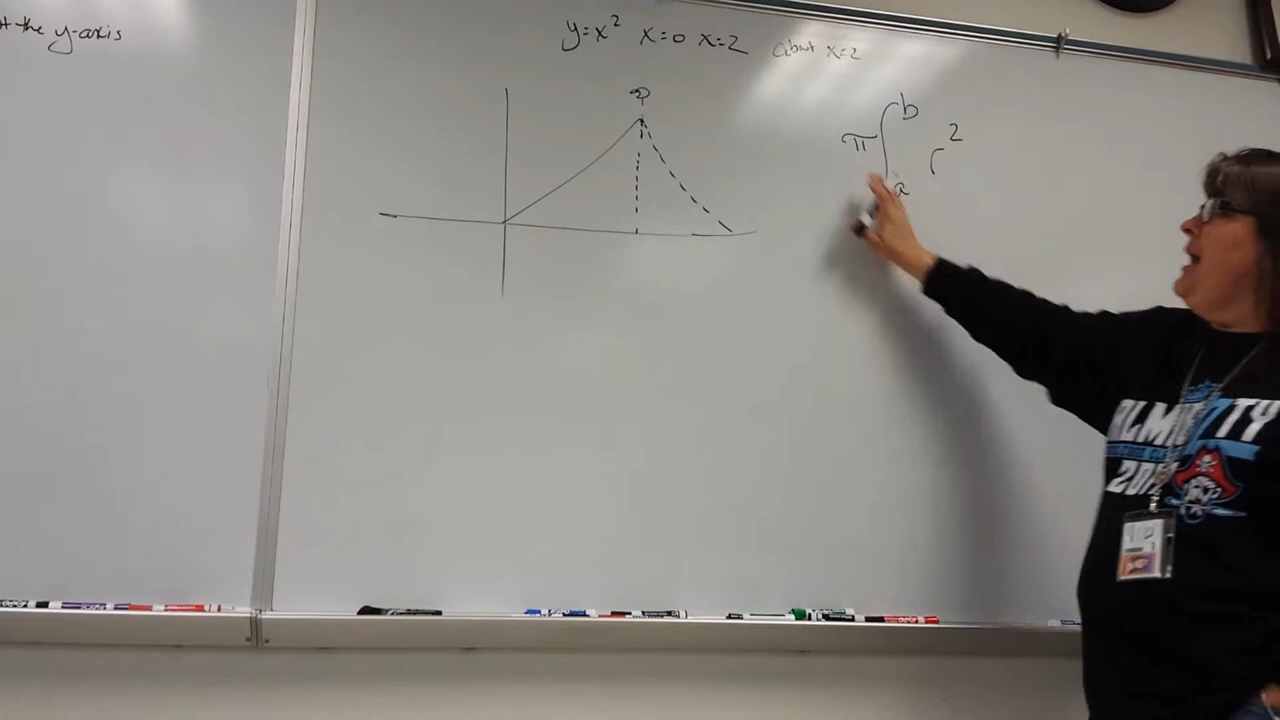 the y-axis
y=x² x=0 x=2 about x=2
π∫ₐᵇ r²